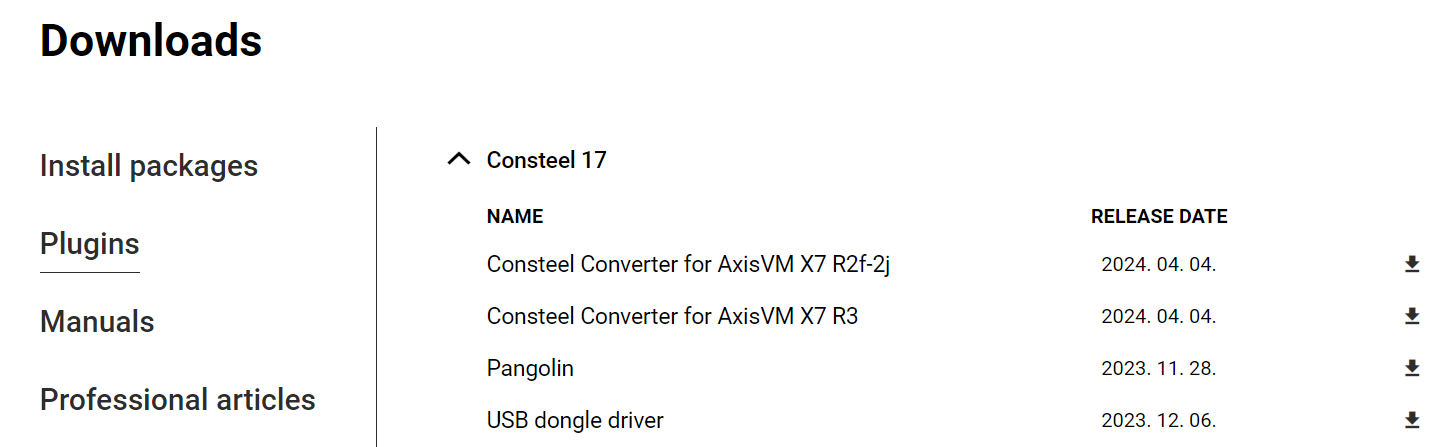 Downloads
Install packages
Plugins
Manuals
Professional articles
Consteel 17
NAME RELEASE DATE
Consteel Converter for AxisVM X7 R2f-2j 2024. 04. 04.
Consteel Converter for AxisVM X7 R3 2024. 04. 04.
Pangolin 2023. 11. 28.
USB dongle driver 2023. 12. 06.